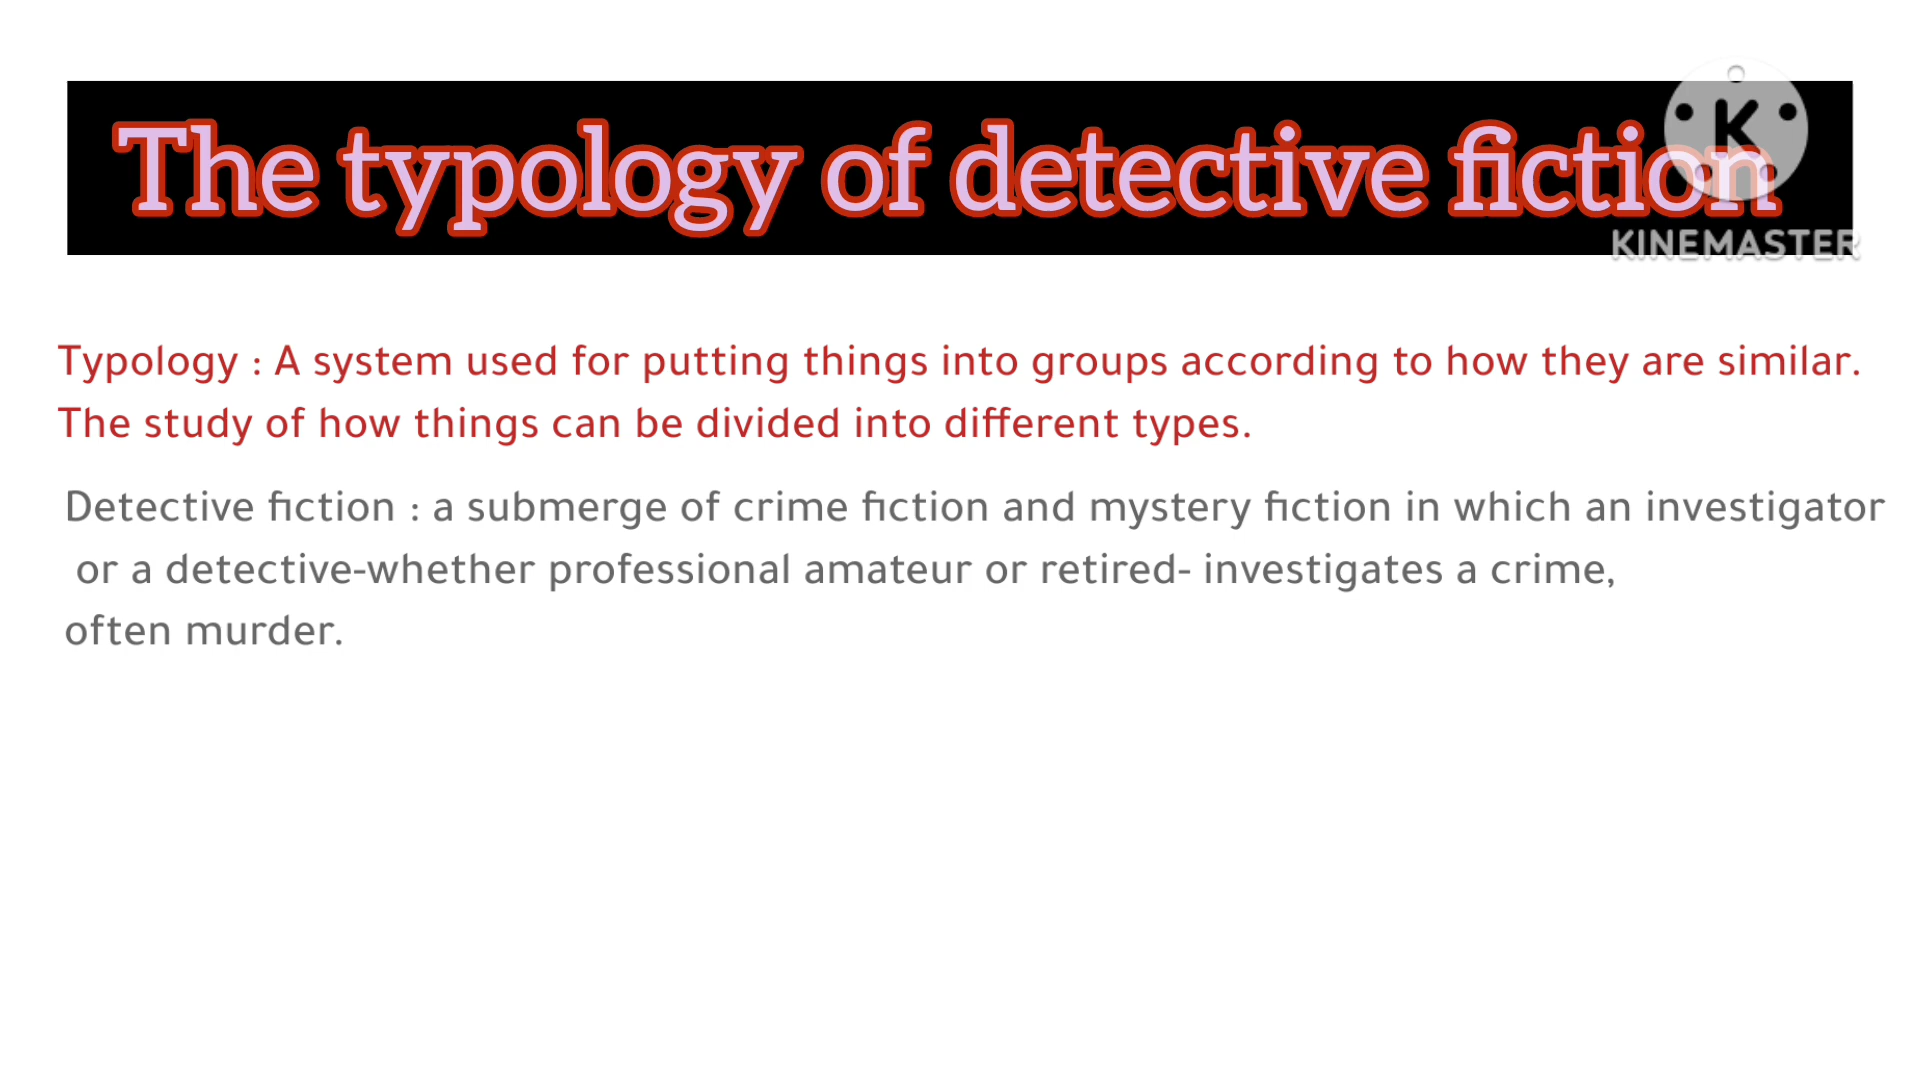 The typology of detective fiction
K
KINEMASTER
Typology : A system used for putting things into groups according to how they are similar.
The study of how things can be divided into different types.
Detective fiction : a submerge of crime fiction and mystery fiction in which an investigator
or a detective-whether professional amateur or retired- investigates a crime,
often murder.